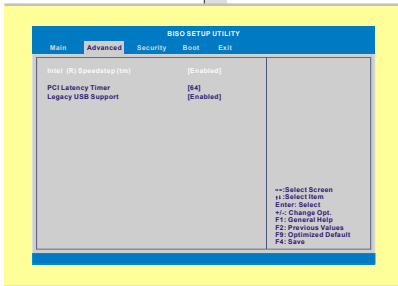 BISO SETUP UTILITY
Main Advanced Security Boot Exit
Intel (R) Speedstep (tm) [Enabled]
PCI Latency Timer [64]
Legacy USB Support [Enabled]
↔:Select Screen
↑↓:Select Item
Enter: Select
+/-: Change Opt.
F1: General Help
F2: Previous Values
F9: Optimized Default
F4: Save